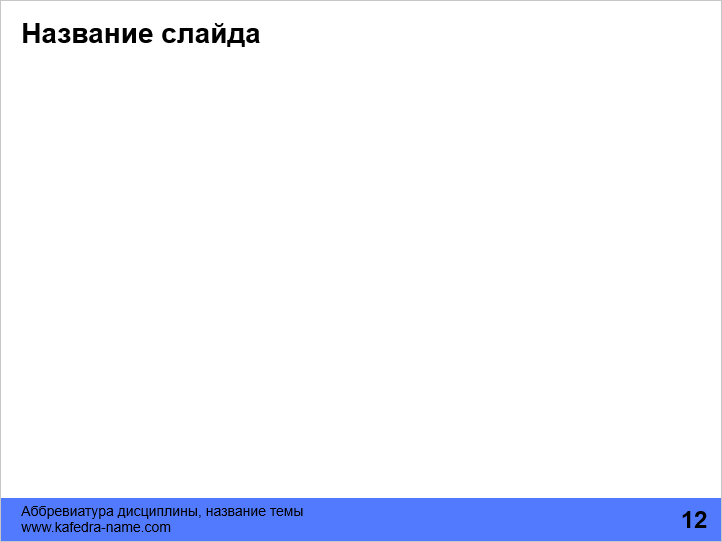 Название слайда
Аббревиатура дисциплины, название темы
www.kafedra-name.com
12